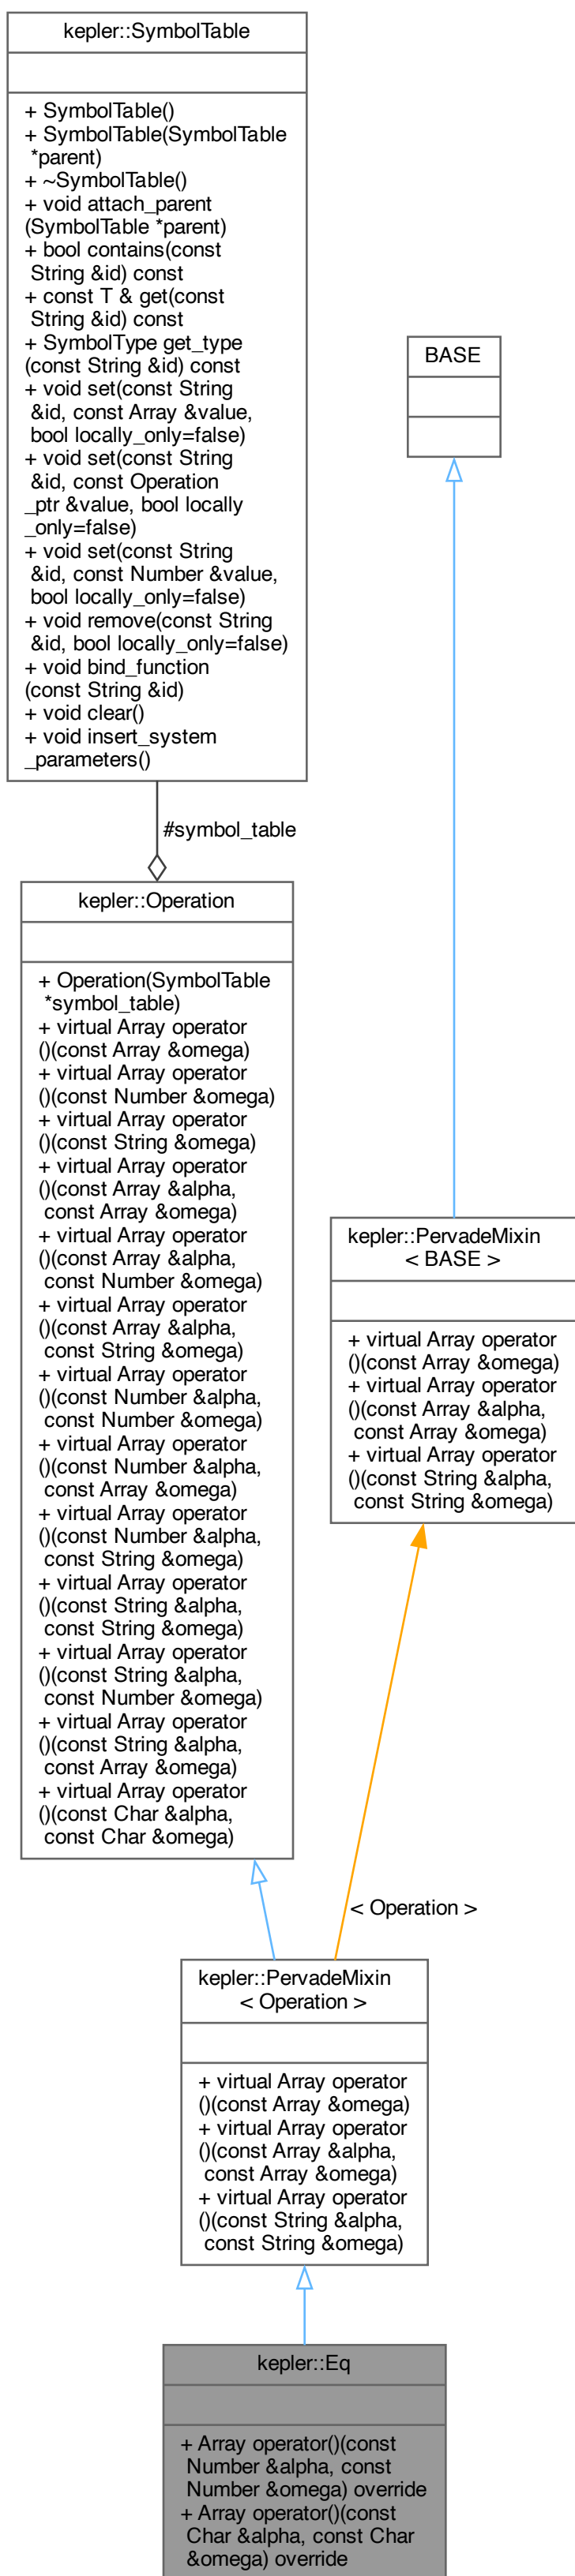 kepler::SymbolTable
+ SymbolTable()
+ SymbolTable(SymbolTable
*parent)
+ ~SymbolTable()
+ void attach_parent
(SymbolTable *parent)
+ bool contains(const
String &id) const
+ const T & get(const
String &id) const
+ SymbolType get_type
(const String &id) const
+ void set(const String
&id, const Array &value,
bool locally_only=false)
+ void set(const String
&id, const Operation
_ptr &value, bool locally
_only=false)
+ void set(const String
&id, const Number &value,
bool locally_only=false)
+ void remove(const String
&id, bool locally_only=false)
+ void bind_function
(const String &id)
+ void clear()
+ void insert_system
_parameters()
#symbol_table
kepler::Operation
+ Operation(SymbolTable
*symbol_table)
+ virtual Array operator
()(const Array &omega)
+ virtual Array operator
()(const Number &omega)
+ virtual Array operator
()(const String &omega)
+ virtual Array operator
()(const Array &alpha,
const Array &omega)
+ virtual Array operator
()(const Array &alpha,
const Number &omega)
+ virtual Array operator
()(const Array &alpha,
const String &omega)
+ virtual Array operator
()(const Number &alpha,
const Number &omega)
+ virtual Array operator
()(const Number &alpha,
const Array &omega)
+ virtual Array operator
()(const Number &alpha,
const String &omega)
+ virtual Array operator
()(const String &alpha,
const String &omega)
+ virtual Array operator
()(const String &alpha,
const Number &omega)
+ virtual Array operator
()(const String &alpha,
const Array &omega)
+ virtual Array operator
()(const Char &alpha,
const Char &omega)
BASE
kepler::PervadeMixin
< BASE >
+ virtual Array operator
()(const Array &omega)
+ virtual Array operator
()(const Array &alpha,
const Array &omega)
+ virtual Array operator
()(const String &alpha,
const String &omega)
< Operation >
kepler::PervadeMixin
< Operation >
+ virtual Array operator
()(const Array &omega)
+ virtual Array operator
()(const Array &alpha,
const Array &omega)
+ virtual Array operator
()(const String &alpha,
const String &omega)
kepler::Eq
+ Array operator()(const
Number &alpha, const
Number &omega) override
+ Array operator()(const
Char &alpha, const Char
&omega) override